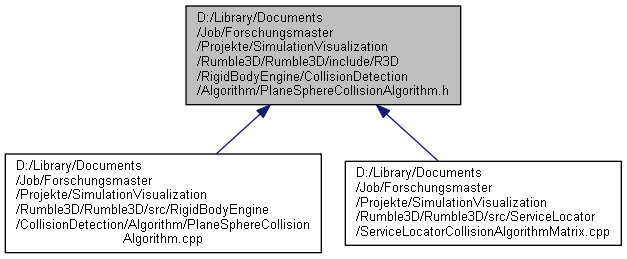 D:/Library/Documents
/Job/Forschungsmaster
/Projekte/SimulationVisualization
/Rumble3D/Rumble3D/include/R3D
/RigidBodyEngine/CollisionDetection
/Algorithm/PlaneSphereCollisionAlgorithm.h
D:/Library/Documents
/Job/Forschungsmaster
/Projekte/SimulationVisualization
/Rumble3D/Rumble3D/src/RigidBodyEngine
/CollisionDetection/Algorithm/PlaneSphereCollision
Algorithm.cpp
D:/Library/Documents
/Job/Forschungsmaster
/Projekte/SimulationVisualization
/Rumble3D/Rumble3D/src/ServiceLocator
/ServiceLocatorCollisionAlgorithmMatrix.cpp